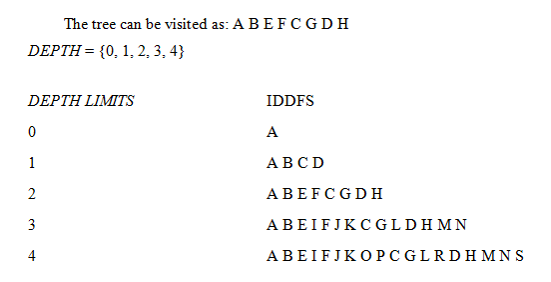 The tree can be visited as: A B E F C G D H
DEPTH = {0, 1, 2, 3, 4}
DEPTH LIMITS IDDFS
0 A
1 A B C D
2 A B E F C G D H
3 A B E I F J K C G L D H M N
4 A B E I F J K O P C G L R D H M N S